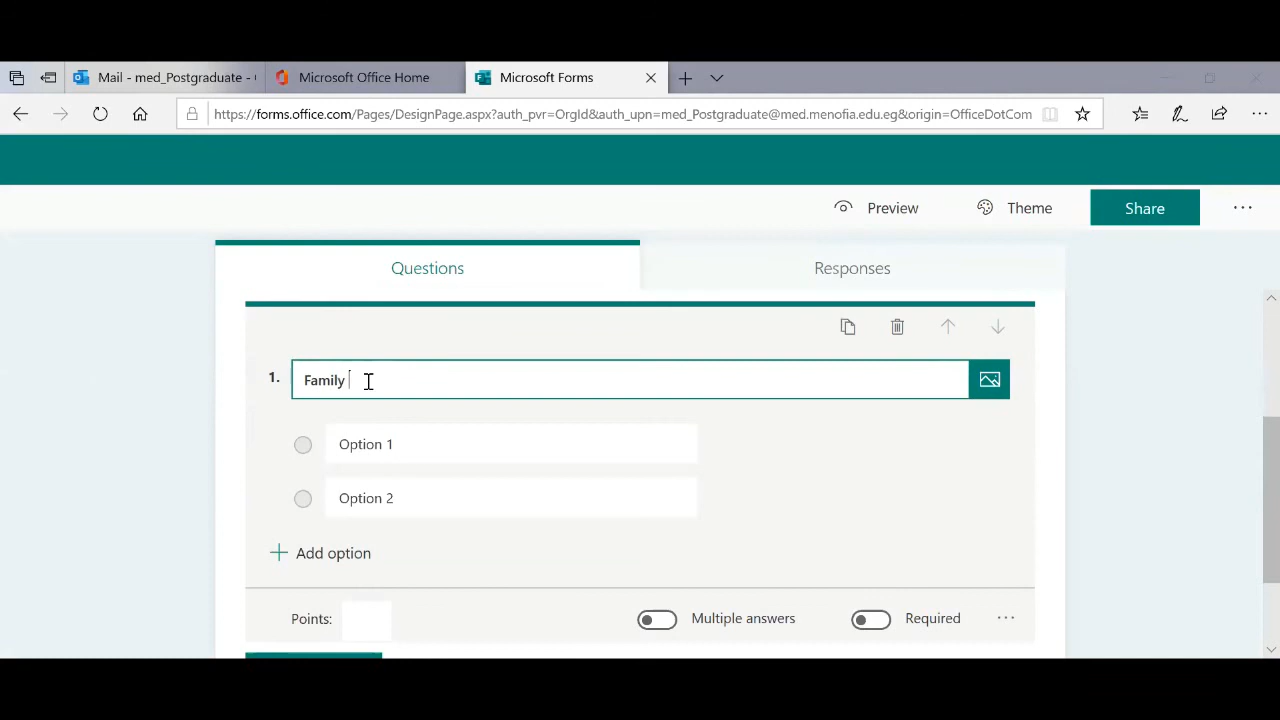 Mail - med_Postgraduate -
Microsoft Office Home
Microsoft Forms
https://forms.office.com/Pages/DesignPage.aspx?auth_pvr=OrgId&auth_upn=med_Postgraduate@med.menofia.edu.eg&origin=OfficeDotCom
Preview
Theme
Share
Questions
Responses
1.
Family
Option 1
Option 2
Add option
Points:
Multiple answers
Required